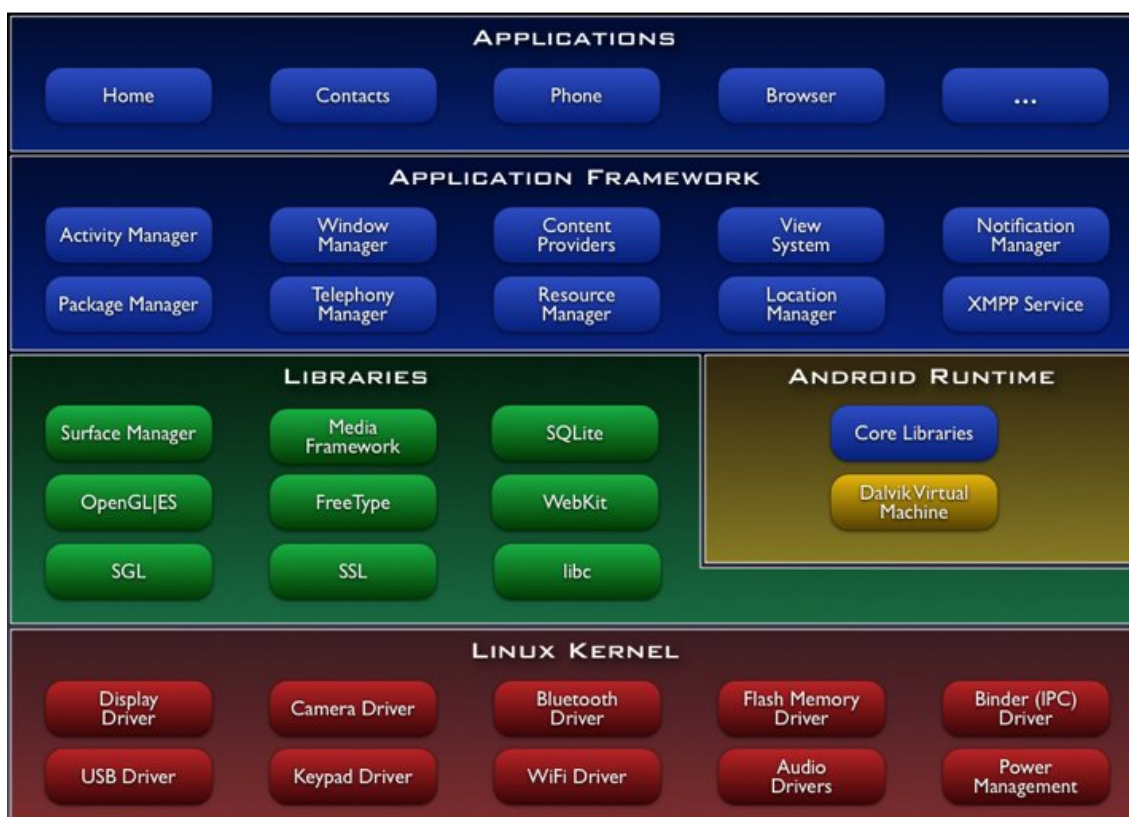 APPLICATIONS
Home
Contacts
Phone
Browser
...
APPLICATION FRAMEWORK
Activity Manager
Window
Manager
Content
Providers
View
System
Notification
Manager
Package Manager
Telephony
Manager
Resource
Manager
Location
Manager
XMPP Service
LIBRARIES
Surface Manager
Media
Framework
SQLite
OpenGL|ES
FreeType
WebKit
SGL
SSL
libc
ANDROID RUNTIME
Core Libraries
Dalvik Virtual
Machine
LINUX KERNEL
Display
Driver
Camera Driver
Bluetooth
Driver
Flash Memory
Driver
Binder (IPC)
Driver
USB Driver
Keypad Driver
WiFi Driver
Audio
Drivers
Power
Management